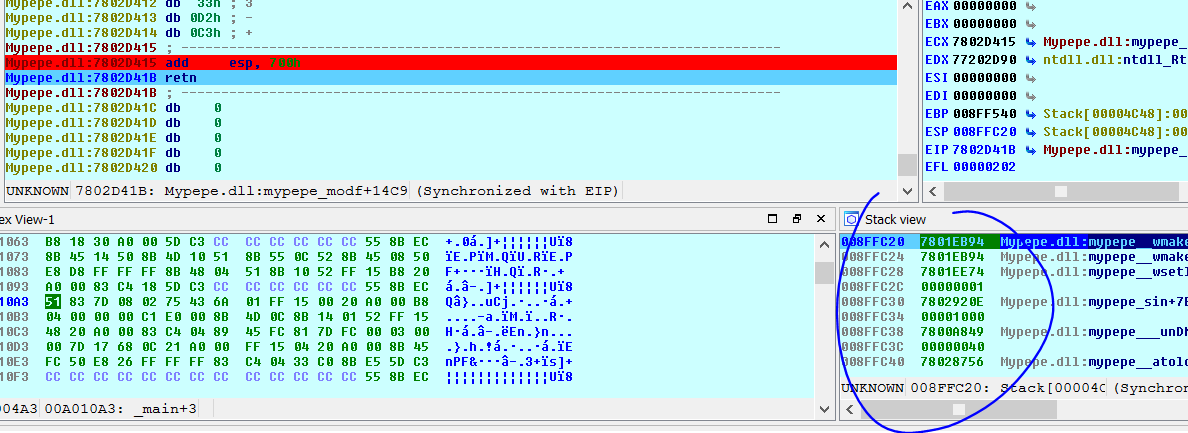 Mypepe.dll:7802D412 db 33h ; 3
Mypepe.dll:7802D413 db 0D2h ; -
Mypepe.dll:7802D414 db 0C3h ; +
Mypepe.dll:7802D415 ; ---------------------------------------------------------------------------
Mypepe.dll:7802D415 add esp,
Mypepe.dll:7802D41B retn
Mypepe.dll:7802D41B ; ---------------------------------------------------------------------------
Mypepe.dll:7802D41C db 0
Mypepe.dll:7802D41D db 0
Mypepe.dll:7802D41E db 0
Mypepe.dll:7802D41F db 0
Mypepe.dll:7802D420 db 0
UNKNOWN 7802D41B: Mypepe.dll:mypepe_modf+14C9 (Synchronized with EIP)
EAX 00000000
EBX 00000000
ECX 7802D415 Mypepe.dll:mypepe_
EDX 77202D90 ntdll.dll:ntdll_Rt
ESI 00000000
EDI 00000000
EBP 008FF540 Stack[00004C48]:00
ESP 008FFC20 Stack[00004C48]:00
EIP 7802D41B Mypepe.dll:mypepe_
EFL 00000202
ex View-1
1063 B8 18 30 A0 00 5D C3 CC CC CC CC CC CC 55 8B EC
1073 8B 45 14 50 8B 4D 10 51 8B 55 0C 52 8B 45 08 50
1083 E8 D8 FF FF FF 8B 48 04 51 8B 10 52 FF 15 B8 20
1093 A0 00 83 C4 18 5D C3 CC CC CC CC CC CC 55 8B EC
10A3 51 83 7D 08 02 75 43 6A 01 FF 15 00 20 A0 00 B8
10B3 04 00 00 00 C1 E0 00 8B 4D 0C 8B 14 01 52 FF 15
10C3 48 20 A0 00 83 C4 04 89 45 FC 81 7D FC 00 03 00
10D3 00 7D 17 68 0C 21 A0 00 FF 15 04 20 A0 00 8B 45
10E3 FC 50 E8 26 FF FF FF 83 C4 04 33 C0 8B E5 5D C3
10F3 CC CC CC CC CC CC CC CC CC CC CC CC CC 55 8B EC
04A3 00A010A3: _main+3
Stack view
008FFC20 7801EB94 Mypepe.dll:mypepe__wmake
008FFC24 7801EB94 Mypepe.dll:mypepe__wmake
008FFC28 7801EE74 Mypepe.dll:mypepe__wset
008FFC2C 00000001
008FFC30 7802920E Mypepe.dll:mypepe_sin+7
008FFC34 00001000
008FFC38 7800A849 Mypepe.dll:mypepe___unD
008FFC3C 00000040
008FFC40 78028756 Mypepe.dll:mypepe__atol
UNKNOWN 008FFC20: Stack[00004C (Synchro